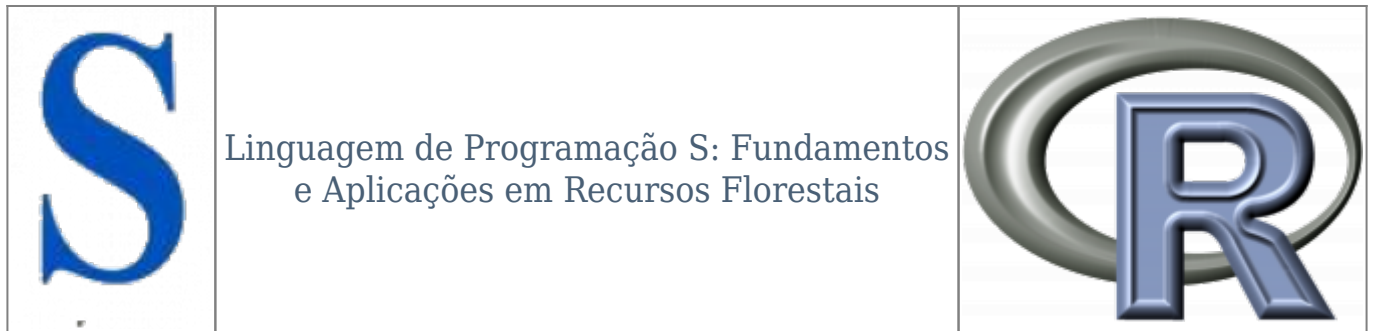 S
Linguagem de Programação S: Fundamentos
e Aplicações em Recursos Florestais
R